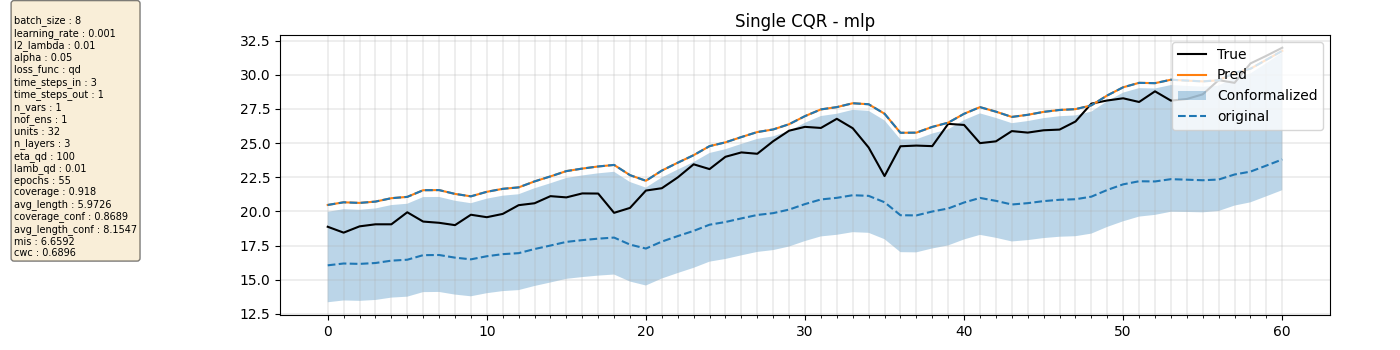 batch_size : 8
learning_rate : 0.001
l2_lambda : 0.01
alpha : 0.05
loss_func : qd
time_steps_in : 3
time_steps_out : 1
n_vars : 1
nof_ens : 1
units : 32
n_layers : 3
eta_qd : 100
lamb_qd : 0.01
epochs : 55
coverage : 0.918
avg_length : 5.9726
coverage_conf : 0.8689
avg_length_conf : 8.1547
mis : 6.6592
cwc : 0.6896
Single CQR - mlp
32.5
30.0
27.5
25.0
22.5
20.0
17.5
15.0
12.5
True
Pred
Conformalized
original
0 10 20 30 40 50 60